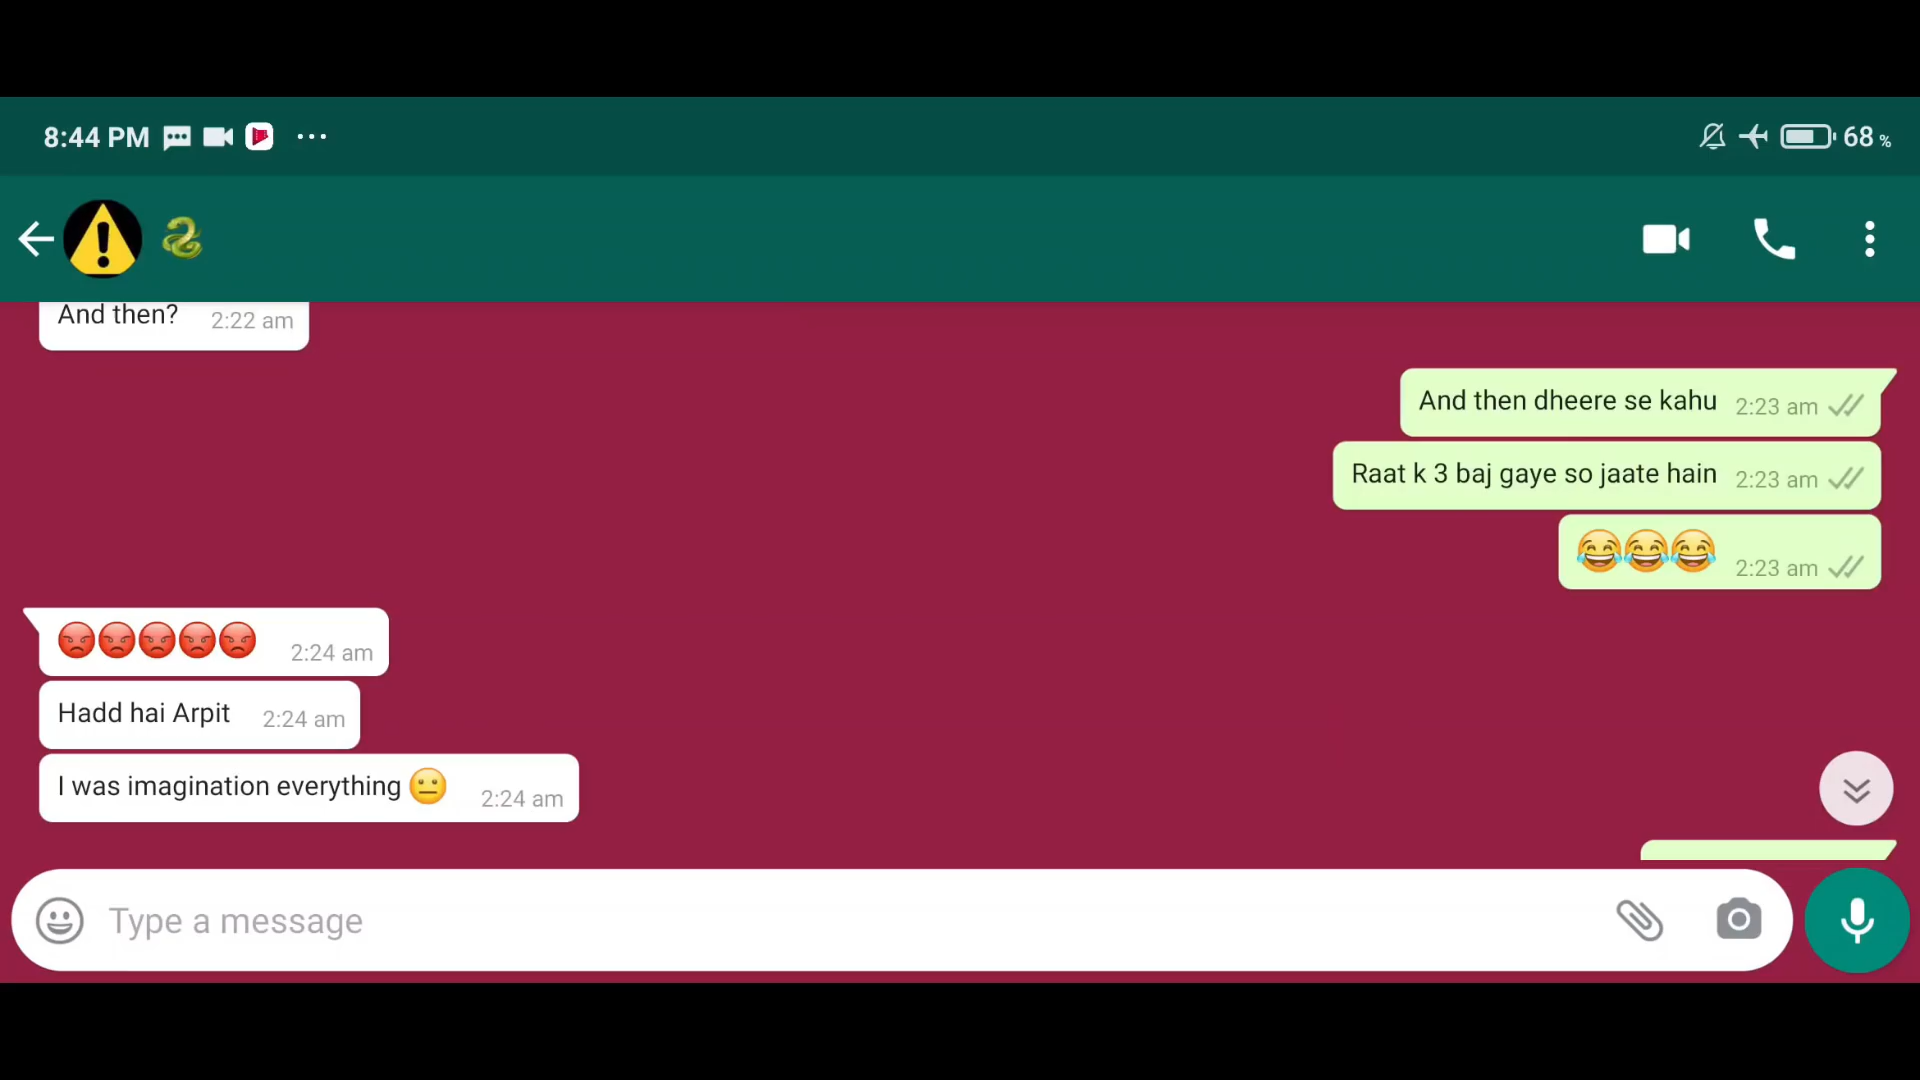 8:44 PM
68 %
And then? 2:22 am
And then dheere se kahu 2:23 am
Raat k 3 baj gaye so jaate hain 2:23 am
😂😂😂 2:23 am
😡😡😡😡😡 2:24 am
Hadd hai Arpit 2:24 am
I was imagination everything 😐 2:24 am
Type a message